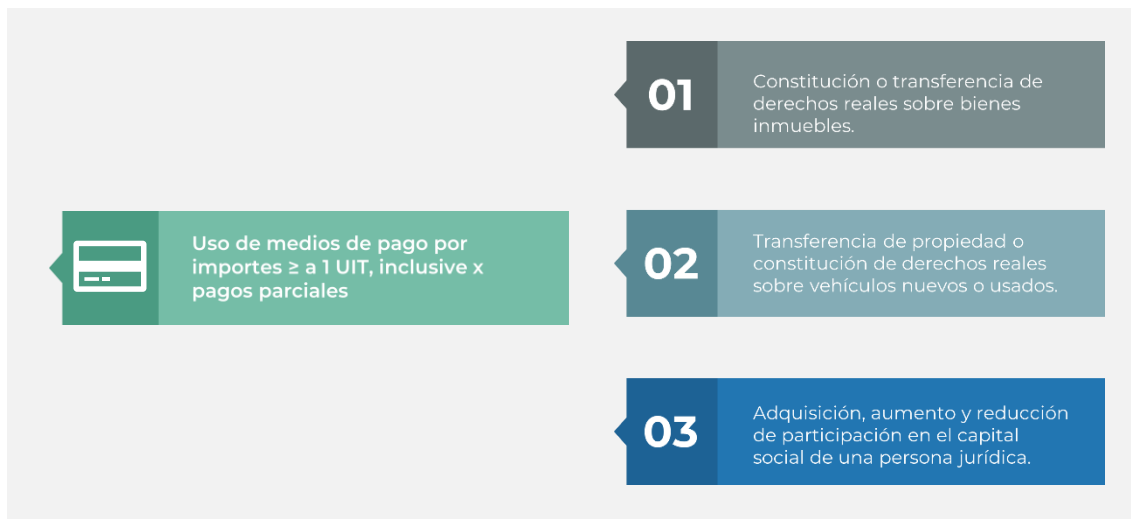 Uso de medios de pago por
importes ≥ a 1 UIT, inclusive x
pagos parciales
01
Constitución o transferencia de
derechos reales sobre bienes
inmuebles.
02
Transferencia de propiedad o
constitución de derechos reales
sobre vehículos nuevos o usados.
03
Adquisición, aumento y reducción
de participación en el capital
social de una persona jurídica.